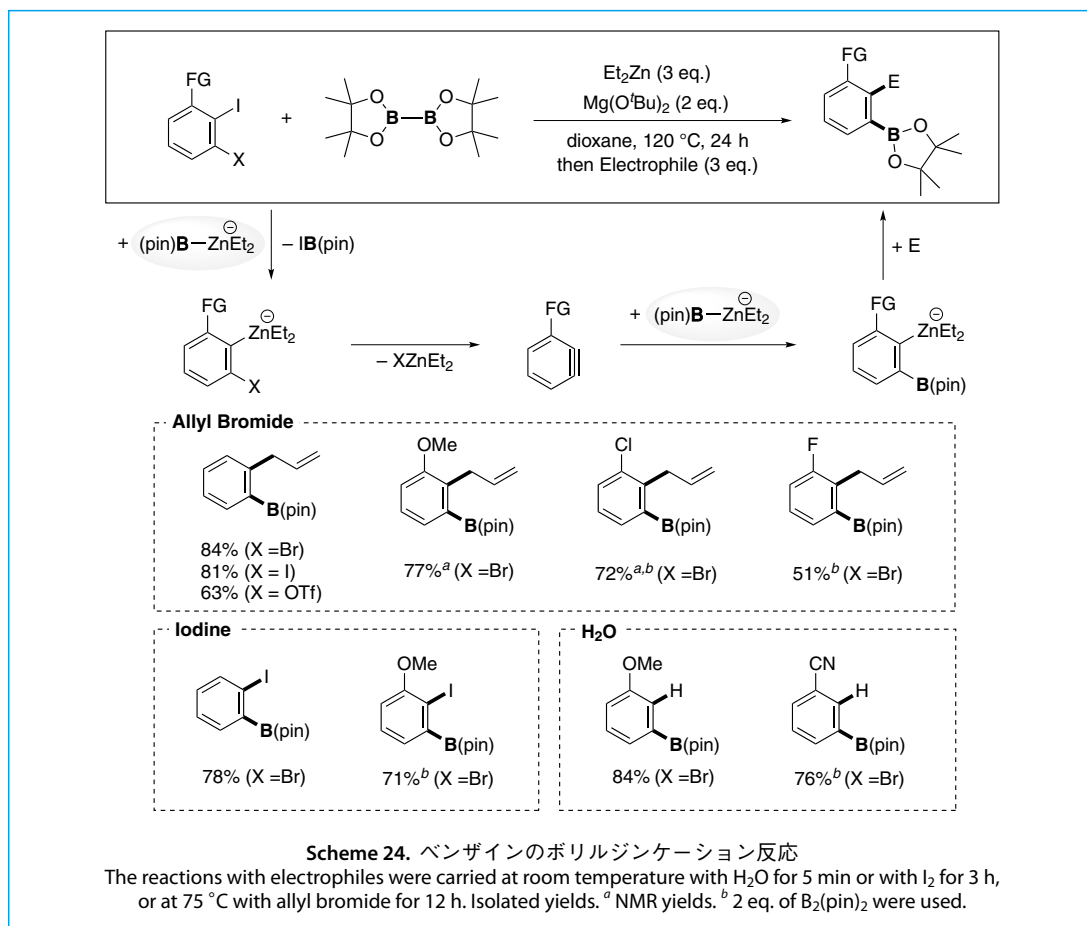 FG
I
X
+
O
O
B
B
O
O
Et₂Zn (3 eq.)
Mg(OᵗBu)₂ (2 eq.)
dioxane, 120 °C, 24 h
then Electrophile (3 eq.)
FG
E
B
O
O
+ (pin)B–ZnEt₂ ⊖
– IB(pin)
+ E
FG
⊖
ZnEt₂
X
– XZnEt₂
FG
+ (pin)B–ZnEt₂ ⊖
FG
⊖
ZnEt₂
B(pin)
Allyl Bromide
B(pin)
84% (X =Br)
81% (X = I)
63% (X = OTf)
OMe
B(pin)
77%ᵃ (X =Br)
Cl
B(pin)
72%ᵃ,ᵇ (X =Br)
F
B(pin)
51%ᵇ (X =Br)
Iodine
I
B(pin)
78% (X =Br)
OMe
I
B(pin)
71%ᵇ (X =Br)
H₂O
OMe
H
B(pin)
84% (X =Br)
CN
H
B(pin)
76%ᵇ (X =Br)
Scheme 24. ベンザインのボリルジンケーション反応
The reactions with electrophiles were carried at room temperature with H₂O for 5 min or with I₂ for 3 h,
or at 75 °C with allyl bromide for 12 h. Isolated yields. ᵃ NMR yields. ᵇ 2 eq. of B₂(pin)₂ were used.